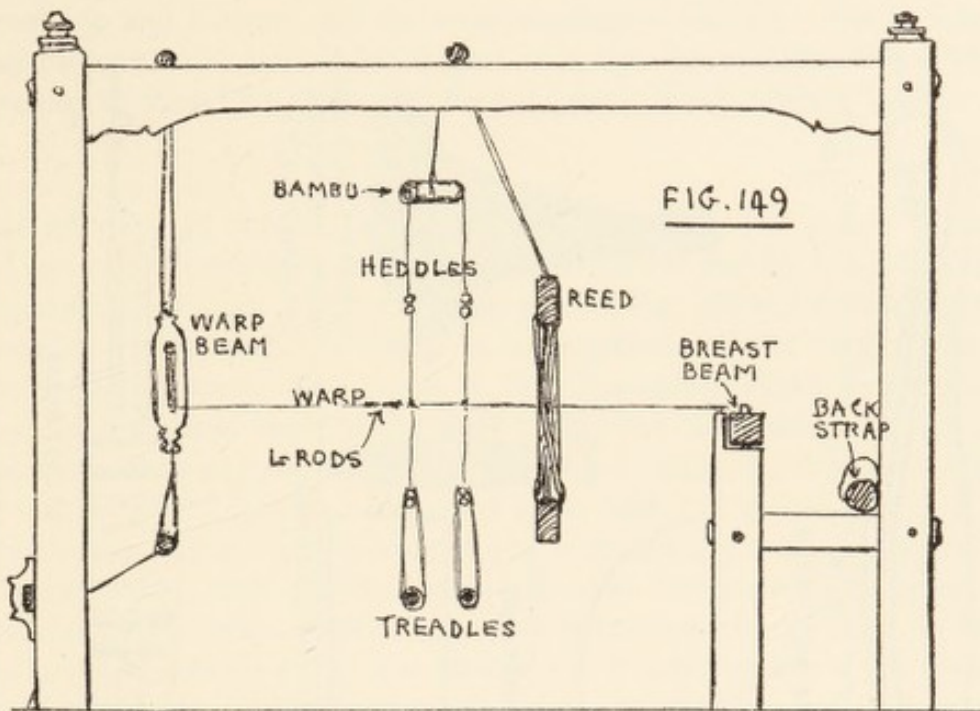 BAMBU
FIG. 149
HEDDLES
REED
WARP
BEAM
BREAST
BEAM
WARP
BACK
STRAP
L-RODS
TREADLES